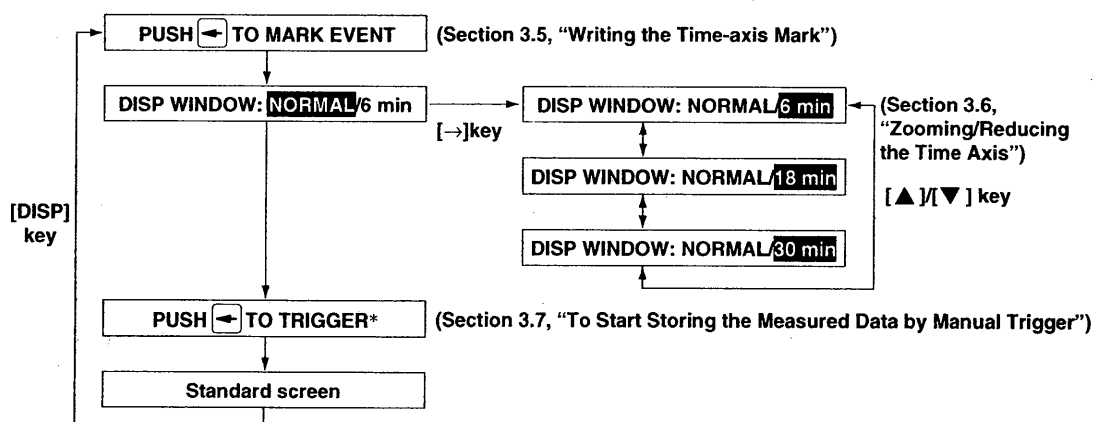 PUSH ← TO MARK EVENT
(Section 3.5, “Writing the Time-axis Mark”)
DISP WINDOW: NORMAL/6 min
[→]key
DISP WINDOW: NORMAL/6 min
(Section 3.6,
“Zooming/Reducing
the Time Axis”)
DISP WINDOW: NORMAL/18 min
[▲]/[▼] key
DISP WINDOW: NORMAL/30 min
[DISP]
key
PUSH ← TO TRIGGER*
(Section 3.7, “To Start Storing the Measured Data by Manual Trigger”)
Standard screen